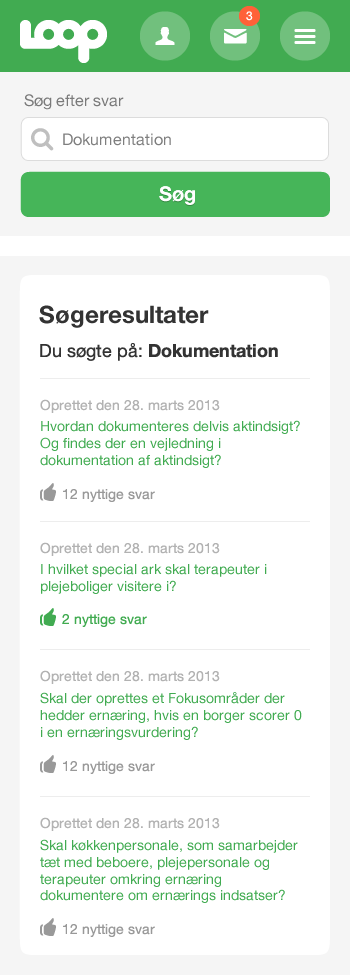 loop
3
Søg efter svar
Dokumentation
Søg
Søgeresultater
Du søgte på: Dokumentation
Oprettet den 28. marts 2013
Hvordan dokumenteres delvis aktindsigt?
Og findes der en vejledning i
dokumentation af aktindsigt?
12 nyttige svar
Oprettet den 28. marts 2013
I hvilket special ark skal terapeuter i
plejeboliger visitere i?
2 nyttige svar
Oprettet den 28. marts 2013
Skal der oprettes et Fokusområder der
hedder ernæring, hvis en borger scorer 0
i en ernæringsvurdering?
12 nyttige svar
Oprettet den 28. marts 2013
Skal køkkenpersonale, som samarbejder
tæt med beboere, plejepersonale og
terapeuter omkring ernæring
dokumentere om ernærings indsatser?
12 nyttige svar